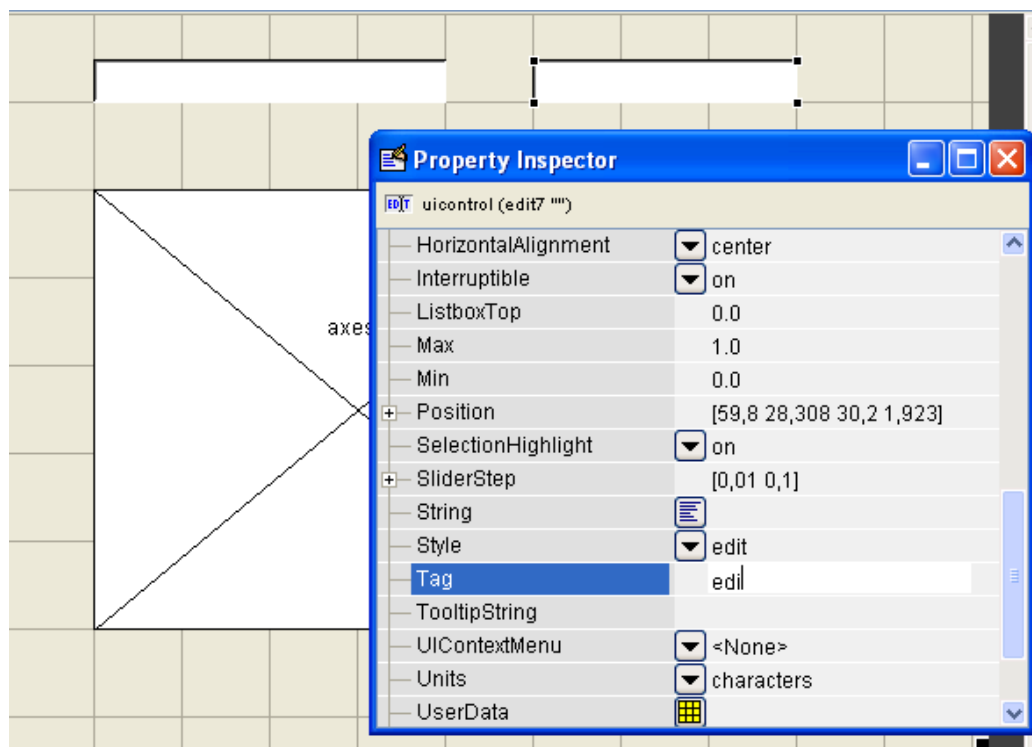 Property Inspector
EDIT uicontrol (edit7 "")
HorizontalAlignment center
Interruptible on
ListboxTop 0.0
axes
Max 1.0
Min 0.0
Position [59,8 28,308 30,2 1,923]
SelectionHighlight on
SliderStep [0,01 0,1]
String
Style edit
Tag edi
TooltipString
UIContextMenu <None>
Units characters
UserData